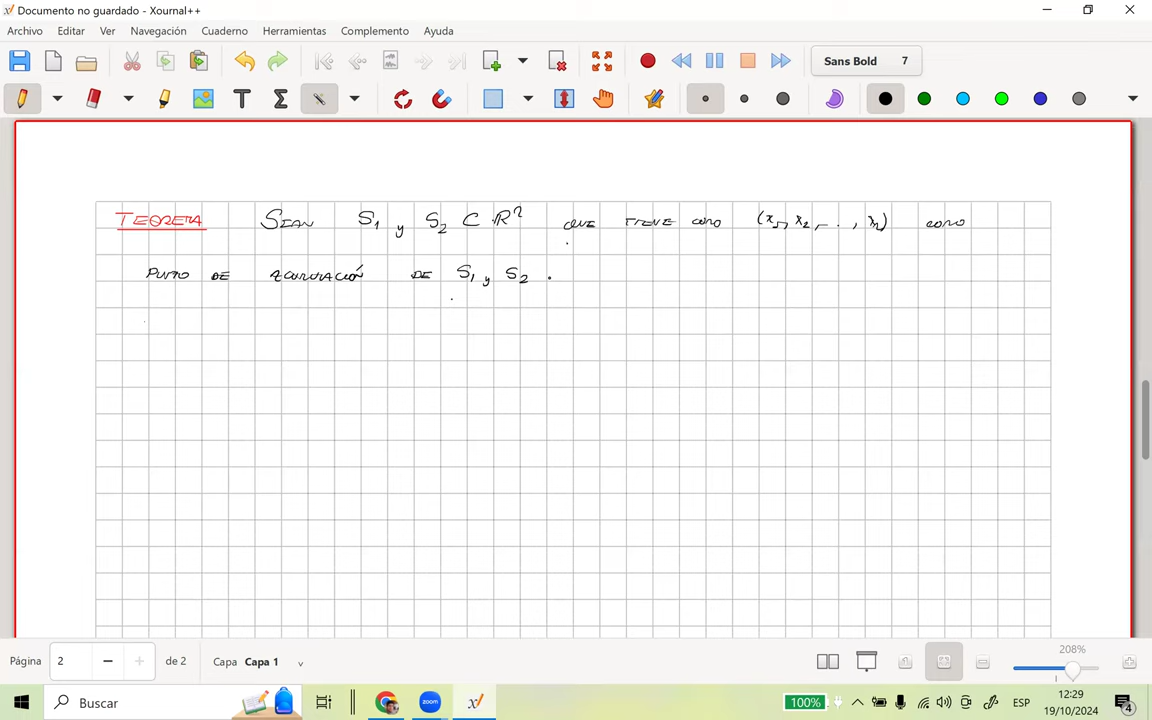 Documento no guardado - Xournal++
Archivo Editar Ver Navegación Cuaderno Herramientas Complemento Ayuda
Sans Bold 7
TEOREMA SEAN S1 y S2 ⊂ ℝⁿ QUE TIENE COMO (x1, x2, ..., xn) COMO
PUNTO DE ACUMULACIÓN DE S1 y S2.
Página 2 de 2 Capa Capa 1 208%
Buscar zoom 100% ESP 12:29
19/10/2024 4